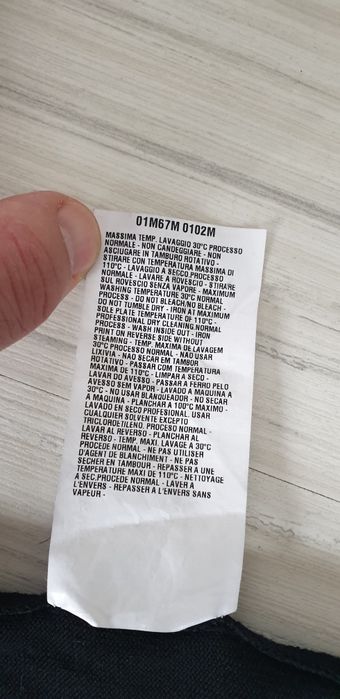 01M67M 0102M
MASSIMA TEMP. LAVAGGIO 30°C PROCESSO
NORMALE - NON CANDEGGIARE - NON
ASCIUGARE IN TAMBURO ROTATIVO -
STIRARE CON TEMPERATURA MASSIMA DI
110°C - LAVAGGIO A SECCO.PROCESSO
NORMALE - LAVARE A ROVESCIO - STIRARE
SUL ROVESCIO SENZA VAPORE - MAXIMUM
WASHING TEMPERATURE 30°C NORMAL
PROCESS - DO NOT BLEACH/NO BLEACH -
DO NOT TUMBLE DRY - IRON AT MAXIMUM
SOLE PLATE TEMPERATURE OF 110°C -
PROFESSIONAL DRY CLEANING.NORMAL
PROCESS - WASH INSIDE OUT - IRON
PRINT ON REVERSE SIDE WITHOUT
STEAMING - TEMP. MAXIMA DE LAVAGEM
30°C PROCESSO NORMAL - NÃO USAR
LIXIVIA - NÃO SECAR EM TAMBOR
ROTATIVO - PASSAR COM TEMPERATURA
MAXIMA DE 110°C - LIMPAR A SECO -
LAVAR DO AVESSO - PASSAR A FERRO PELO
AVESSO SEM VAPOR - LAVADO A MAQUINA A
30°C - NO USAR BLANQUEADOR - NO SECAR
A MAQUINA - PLANCHAR A 100°C MAXIMO -
LAVADO EN SECO PROFESIONAL. USAR
CUALQUIER SOLVENTE EXCEPTO
TRICLOROETILENO. PROCESO NORMAL -
LAVAR AL REVERSO - PLANCHAR AL
REVERSO - TEMP. MAXI. LAVAGE A 30°C
PROCEDE NORMAL - NE PAS UTILISER
D'AGENT DE BLANCHIMENT - NE PAS
SECHER EN TAMBOUR - REPASSER A UNE
TEMPERATURE MAXI DE 110°C - NETTOYAGE
A SEC.PROCEDE NORMAL - LAVER A
L'ENVERS - REPASSER À L'ENVERS SANS
VAPEUR -